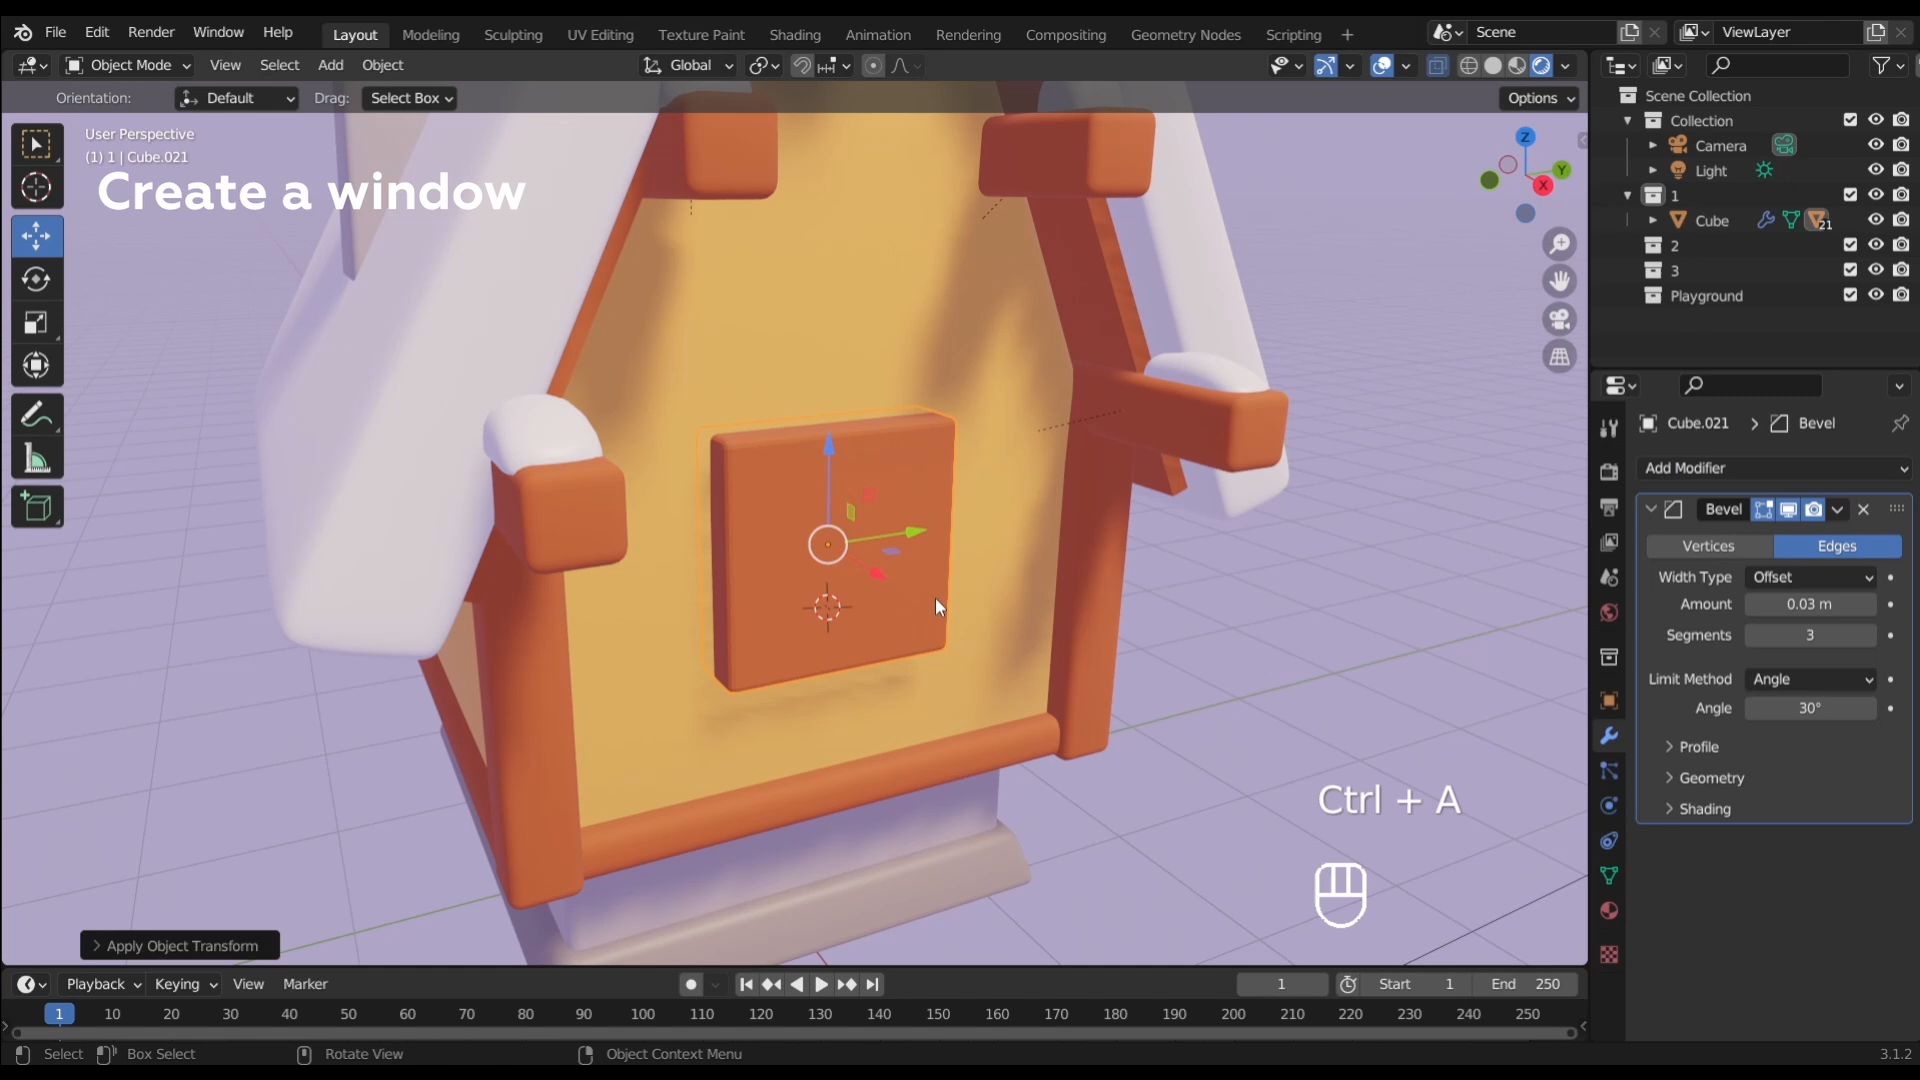 File Edit Render Window Help Layout Modeling Sculpting UV Editing Texture Paint Shading Animation Rendering Compositing Geometry Nodes Scripting + Scene ViewLayer
Object Mode View Select Add Object Global
Orientation: Default Drag: Select Box Options
User Perspective
(1) 1 | Cube.021
Create a window
Z
Y
X
Ctrl + A
Apply Object Transform
Scene Collection
Collection
Camera
Light
1
Cube 21
2
3
Playground
Cube.021 > Bevel
Add Modifier
Bevel
Vertices Edges
Width Type Offset
Amount 0.03 m
Segments 3
Limit Method Angle
Angle 30°
Profile
Geometry
Shading
Playback Keying View Marker 1 Start 1 End 250
1 10 20 30 40 50 60 70 80 90 100 110 120 130 140 150 160 170 180 190 200 210 220 230 240 250
Select Box Select Rotate View Object Context Menu 3.1.2